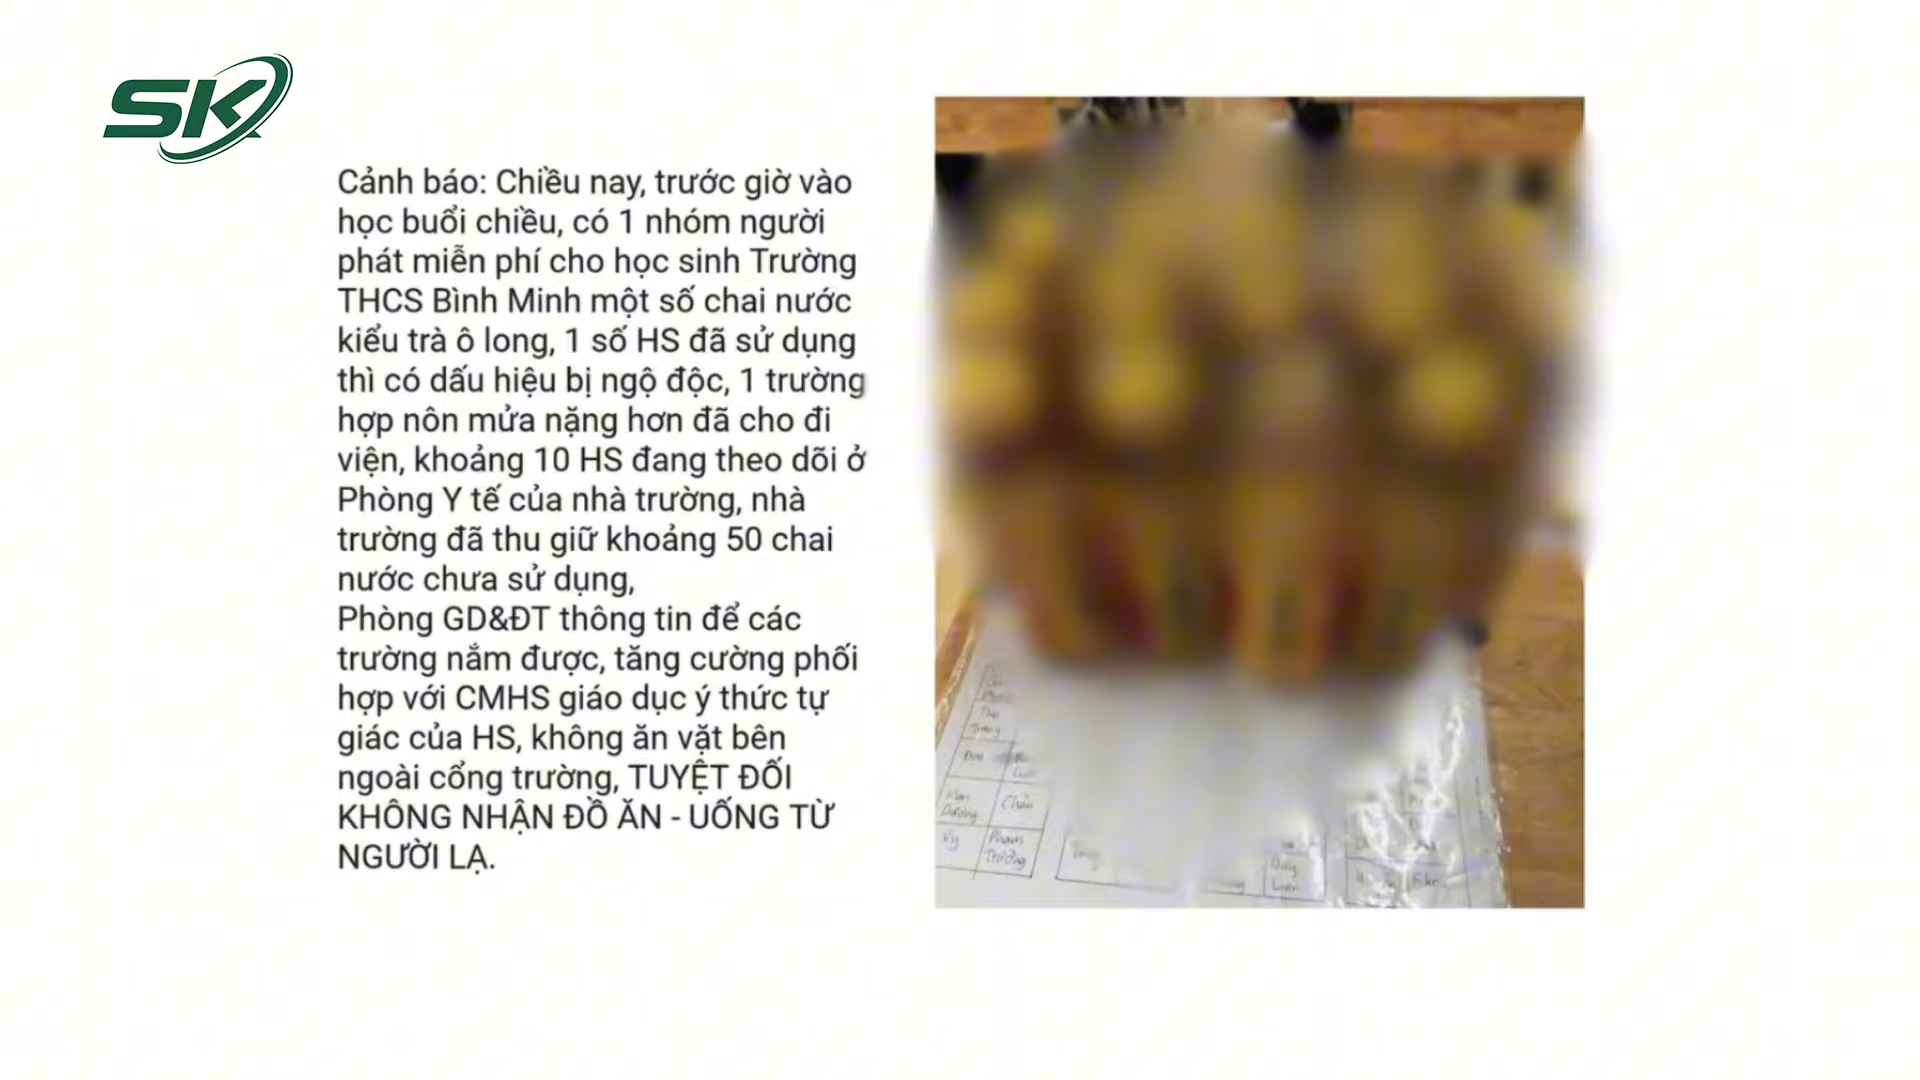 SK
Cảnh báo: Chiều nay, trước giờ vào
học buổi chiều, có 1 nhóm người
phát miễn phí cho học sinh Trường
THCS Bình Minh một số chai nước
kiểu trà ô long, 1 số HS đã sử dụng
thì có dấu hiệu bị ngộ độc, 1 trường
hợp nôn mửa nặng hơn đã cho đi
viện, khoảng 10 HS đang theo dõi ở
Phòng Y tế của nhà trường, nhà
trường đã thu giữ khoảng 50 chai
nước chưa sử dụng,
Phòng GD&ĐT thông tin để các
trường nắm được, tăng cường phối
hợp với CMHS giáo dục ý thức tự
giác của HS, không ăn vặt bên
ngoài cổng trường, TUYỆT ĐỐI
KHÔNG NHẬN ĐỒ ĂN - UỐNG TỪ
NGƯỜI LẠ.
Kim Chấn
Dương
Vy Phạm
Trưởng